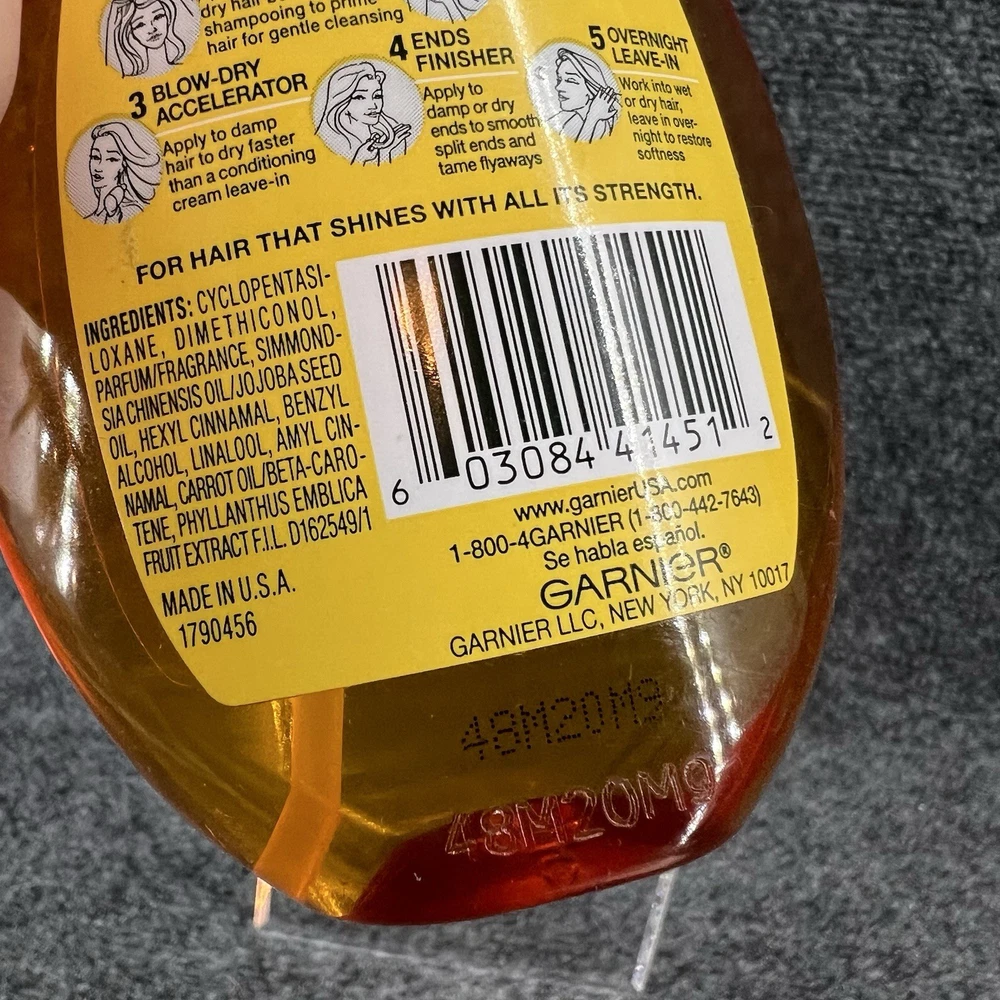 dry hair
shampooing to prime
hair for gentle cleansing
3 BLOW-DRY
ACCELERATOR
Apply to damp
hair to dry faster
than a conditioning
cream leave-in
4 ENDS
FINISHER
Apply to
damp or dry
ends to smooth
split ends and
tame flyaways
5 OVERNIGHT
LEAVE-IN
Work into wet
or dry hair,
leave in over-
night to restore
softness
FOR HAIR THAT SHINES WITH ALL ITS STRENGTH.
INGREDIENTS: CYCLOPENTASI-
LOXANE, DIMETHICONOL,
PARFUM/FRAGRANCE, SIMMOND-
SIA CHINENSIS OIL/JOJOBA SEED
OIL, HEXYL CINNAMAL, BENZYL
ALCOHOL, LINALOOL, AMYL CIN-
NAMAL, CARROT OIL/BETA-CARO-
TENE, PHYLLANTHUS EMBLICA
FRUIT EXTRACT F.I.L. D162549/1
MADE IN U.S.A.
1790456
6 03084 41451 2
www.garnierUSA.com
1-800-4GARNIER (1-800-442-7643)
Se habla español.
GARNIER®
GARNIER LLC, NEW YORK, NY 10017
48M20M9
48M20M9